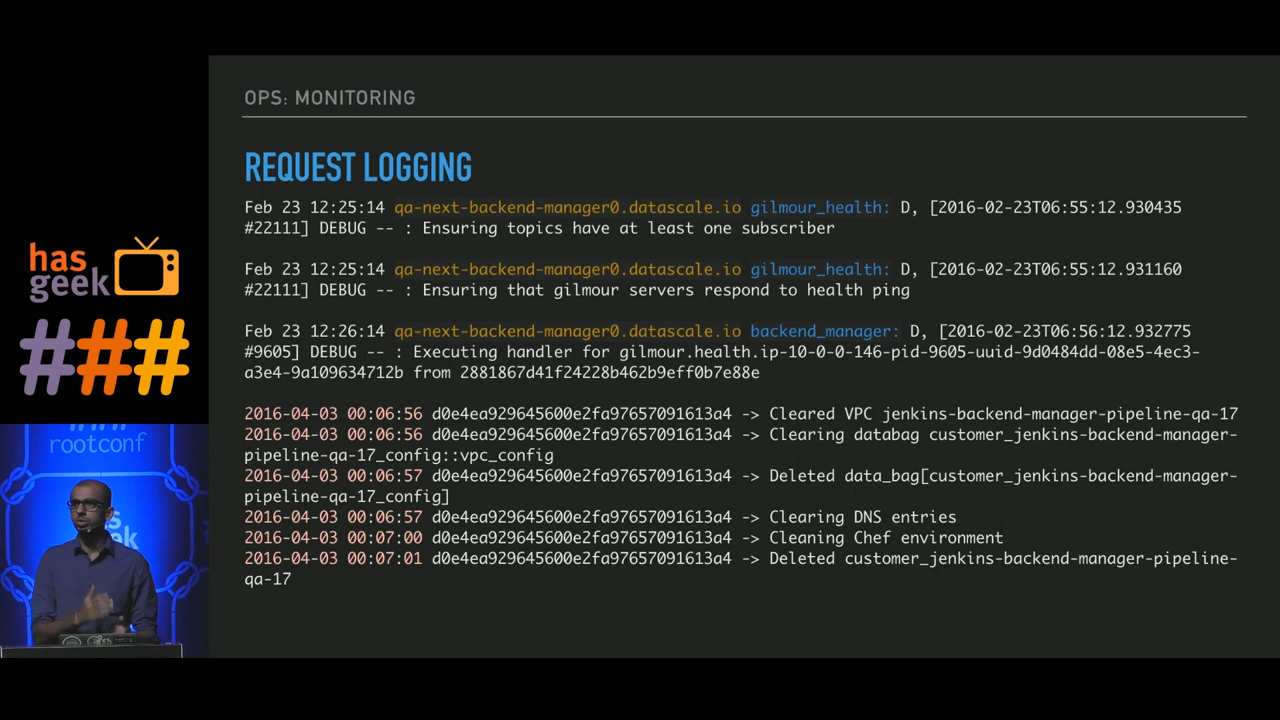 OPS: MONITORING
REQUEST LOGGING
Feb 23 12:25:14 qa-next-backend-manager0.datascale.io gilmour_health: D, [2016-02-23T06:55:12.930435
#22111] DEBUG -- : Ensuring topics have at least one subscriber
Feb 23 12:25:14 qa-next-backend-manager0.datascale.io gilmour_health: D, [2016-02-23T06:55:12.931160
#22111] DEBUG -- : Ensuring that gilmour servers respond to health ping
Feb 23 12:26:14 qa-next-backend-manager0.datascale.io backend_manager: D, [2016-02-23T06:56:12.932775
#9605] DEBUG -- : Executing handler for gilmour.health.ip-10-0-0-146-pid-9605-uuid-9d0484dd-08e5-4ec3-
a3e4-9a109634712b from 2881867d41f24228b462b9eff0b7e88e
2016-04-03 00:06:56 d0e4ea929645600e2fa97657091613a4 -> Cleared VPC jenkins-backend-manager-pipeline-qa-17
2016-04-03 00:06:56 d0e4ea929645600e2fa97657091613a4 -> Clearing databag customer_jenkins-backend-manager-
pipeline-qa-17_config::vpc_config
2016-04-03 00:06:57 d0e4ea929645600e2fa97657091613a4 -> Deleted data_bag[customer_jenkins-backend-manager-
pipeline-qa-17_config]
2016-04-03 00:06:57 d0e4ea929645600e2fa97657091613a4 -> Clearing DNS entries
2016-04-03 00:07:00 d0e4ea929645600e2fa97657091613a4 -> Cleaning Chef environment
2016-04-03 00:07:01 d0e4ea929645600e2fa97657091613a4 -> Deleted customer_jenkins-backend-manager-pipeline-
qa-17
has
geek
###
rootconf
geek